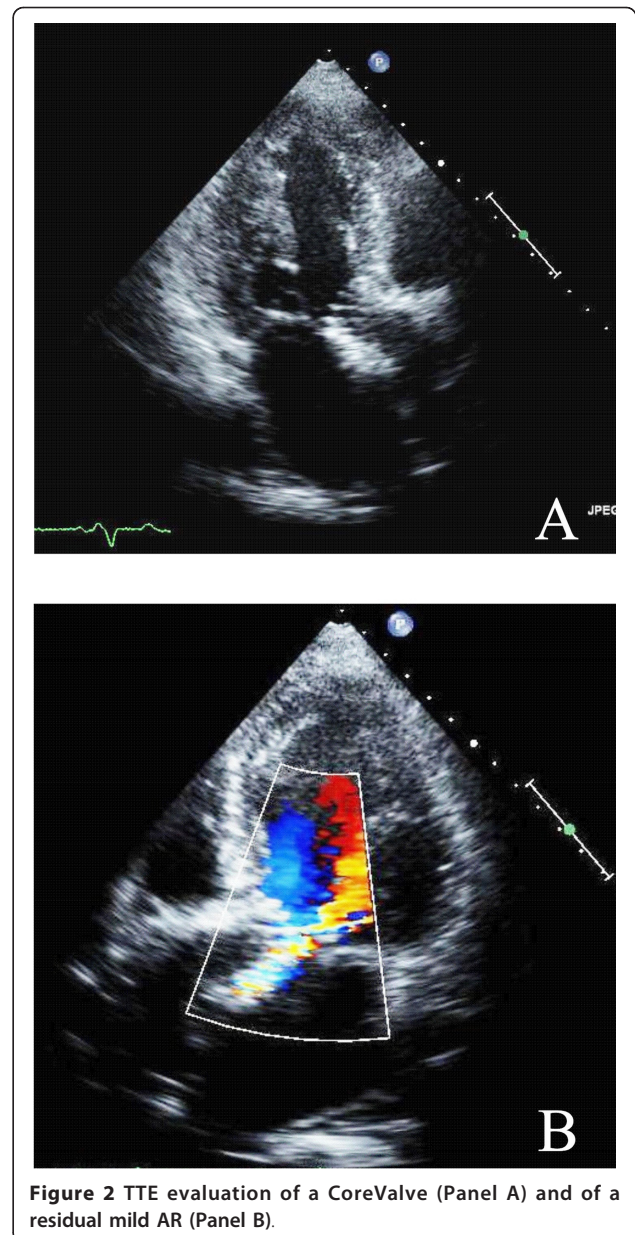 P
JPEG
A
P
B
Figure 2 TTE evaluation of a CoreValve (Panel A) and of a
residual mild AR (Panel B).